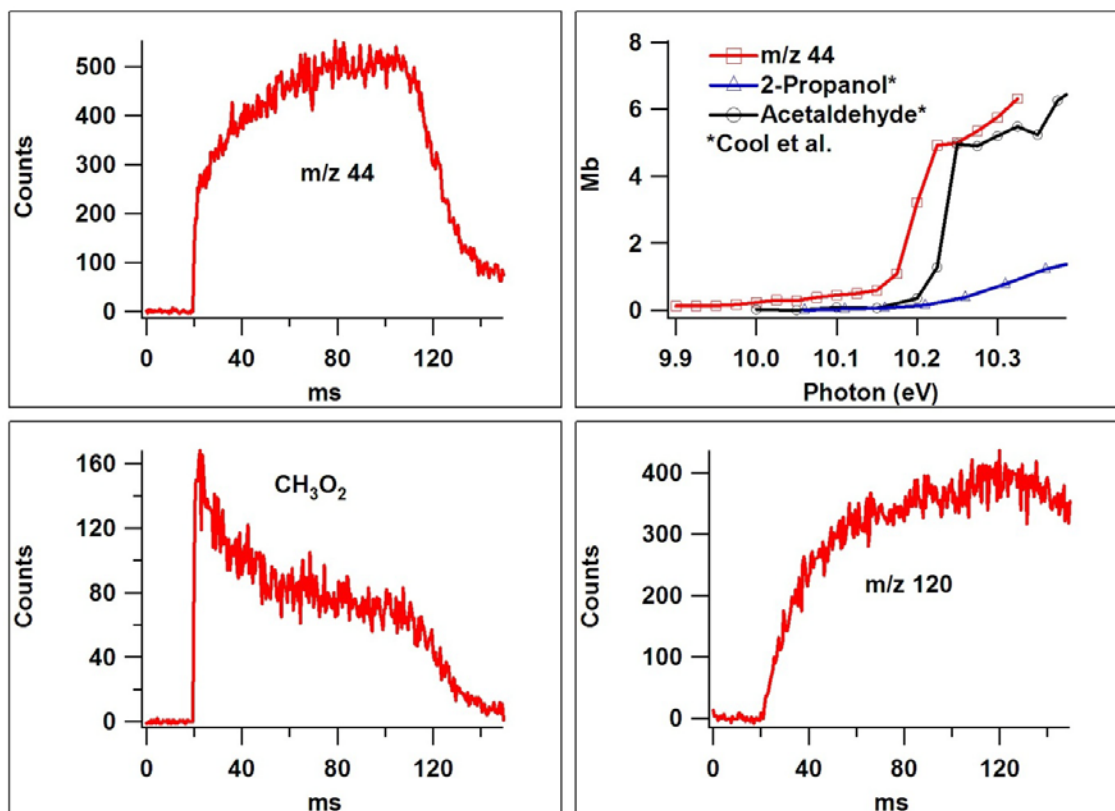 500
400
300
200
100
0
Counts
m/z 44
0
40
80
120
ms
8
6
4
2
0
Mb
m/z 44
2-Propanol*
Acetaldehyde*
*Cool et al.
9.9
10.0
10.1
10.2
10.3
Photon (eV)
160
120
80
40
0
Counts
CH₃O₂
0
40
80
120
ms
400
300
200
100
0
Counts
m/z 120
0
40
80
120
ms